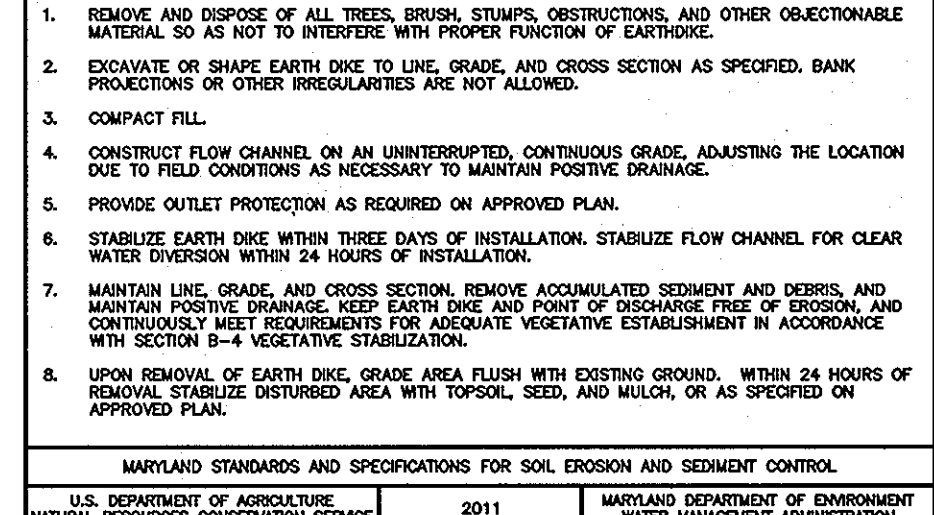 1. REMOVE AND DISPOSE OF ALL TREES, BRUSH, STUMPS, OBSTRUCTIONS, AND OTHER OBJECTIONABLE
MATERIAL SO AS NOT TO INTERFERE WITH PROPER FUNCTION OF EARTHDIKE.
2. EXCAVATE OR SHAPE EARTH DIKE TO LINE, GRADE, AND CROSS SECTION AS SPECIFIED. BANK
PROJECTIONS OR OTHER IRREGULARITIES ARE NOT ALLOWED.
3. COMPACT FILL.
4. CONSTRUCT FLOW CHANNEL ON AN UNINTERRUPTED, CONTINUOUS GRADE, ADJUSTING THE LOCATION
DUE TO FIELD CONDITIONS AS NECESSARY TO MAINTAIN POSITIVE DRAINAGE.
5. PROVIDE OUTLET PROTECTION AS REQUIRED ON APPROVED PLAN.
6. STABILIZE EARTH DIKE WITHIN THREE DAYS OF INSTALLATION. STABILIZE FLOW CHANNEL FOR CLEAR
WATER DIVERSION WITHIN 24 HOURS OF INSTALLATION.
7. MAINTAIN LINE, GRADE, AND CROSS SECTION. REMOVE ACCUMULATED SEDIMENT AND DEBRIS, AND
MAINTAIN POSITIVE DRAINAGE. KEEP EARTH DIKE AND POINT OF DISCHARGE FREE OF EROSION, AND
CONTINUOUSLY MEET REQUIREMENTS FOR ADEQUATE VEGETATIVE ESTABLISHMENT IN ACCORDANCE
WITH SECTION B-4 VEGETATIVE STABILIZATION.
8. UPON REMOVAL OF EARTH DIKE, GRADE AREA FLUSH WITH EXISTING GROUND. WITHIN 24 HOURS OF
REMOVAL STABILIZE DISTURBED AREA WITH TOPSOIL, SEED, AND MULCH, OR AS SPECIFIED ON
APPROVED PLAN.
MARYLAND STANDARDS AND SPECIFICATIONS FOR SOIL EROSION AND SEDIMENT CONTROL
U.S. DEPARTMENT OF AGRICULTURE
NATURAL RESOURCES CONSERVATION SERVICE
2011
MARYLAND DEPARTMENT OF ENVIRONMENT
WATER MANAGEMENT ADMINISTRATION